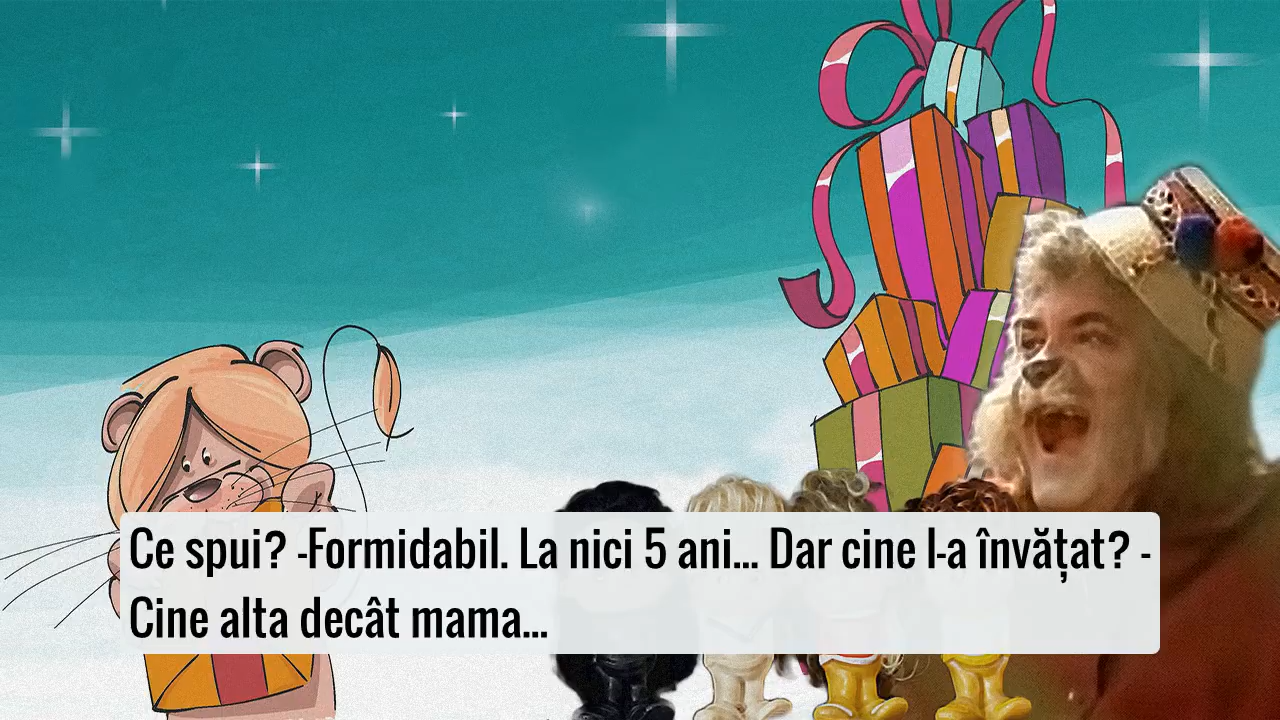 Ce spui? -Formidabil. La nici 5 ani... Dar cine l-a învățat? -
Cine alta decât mama...